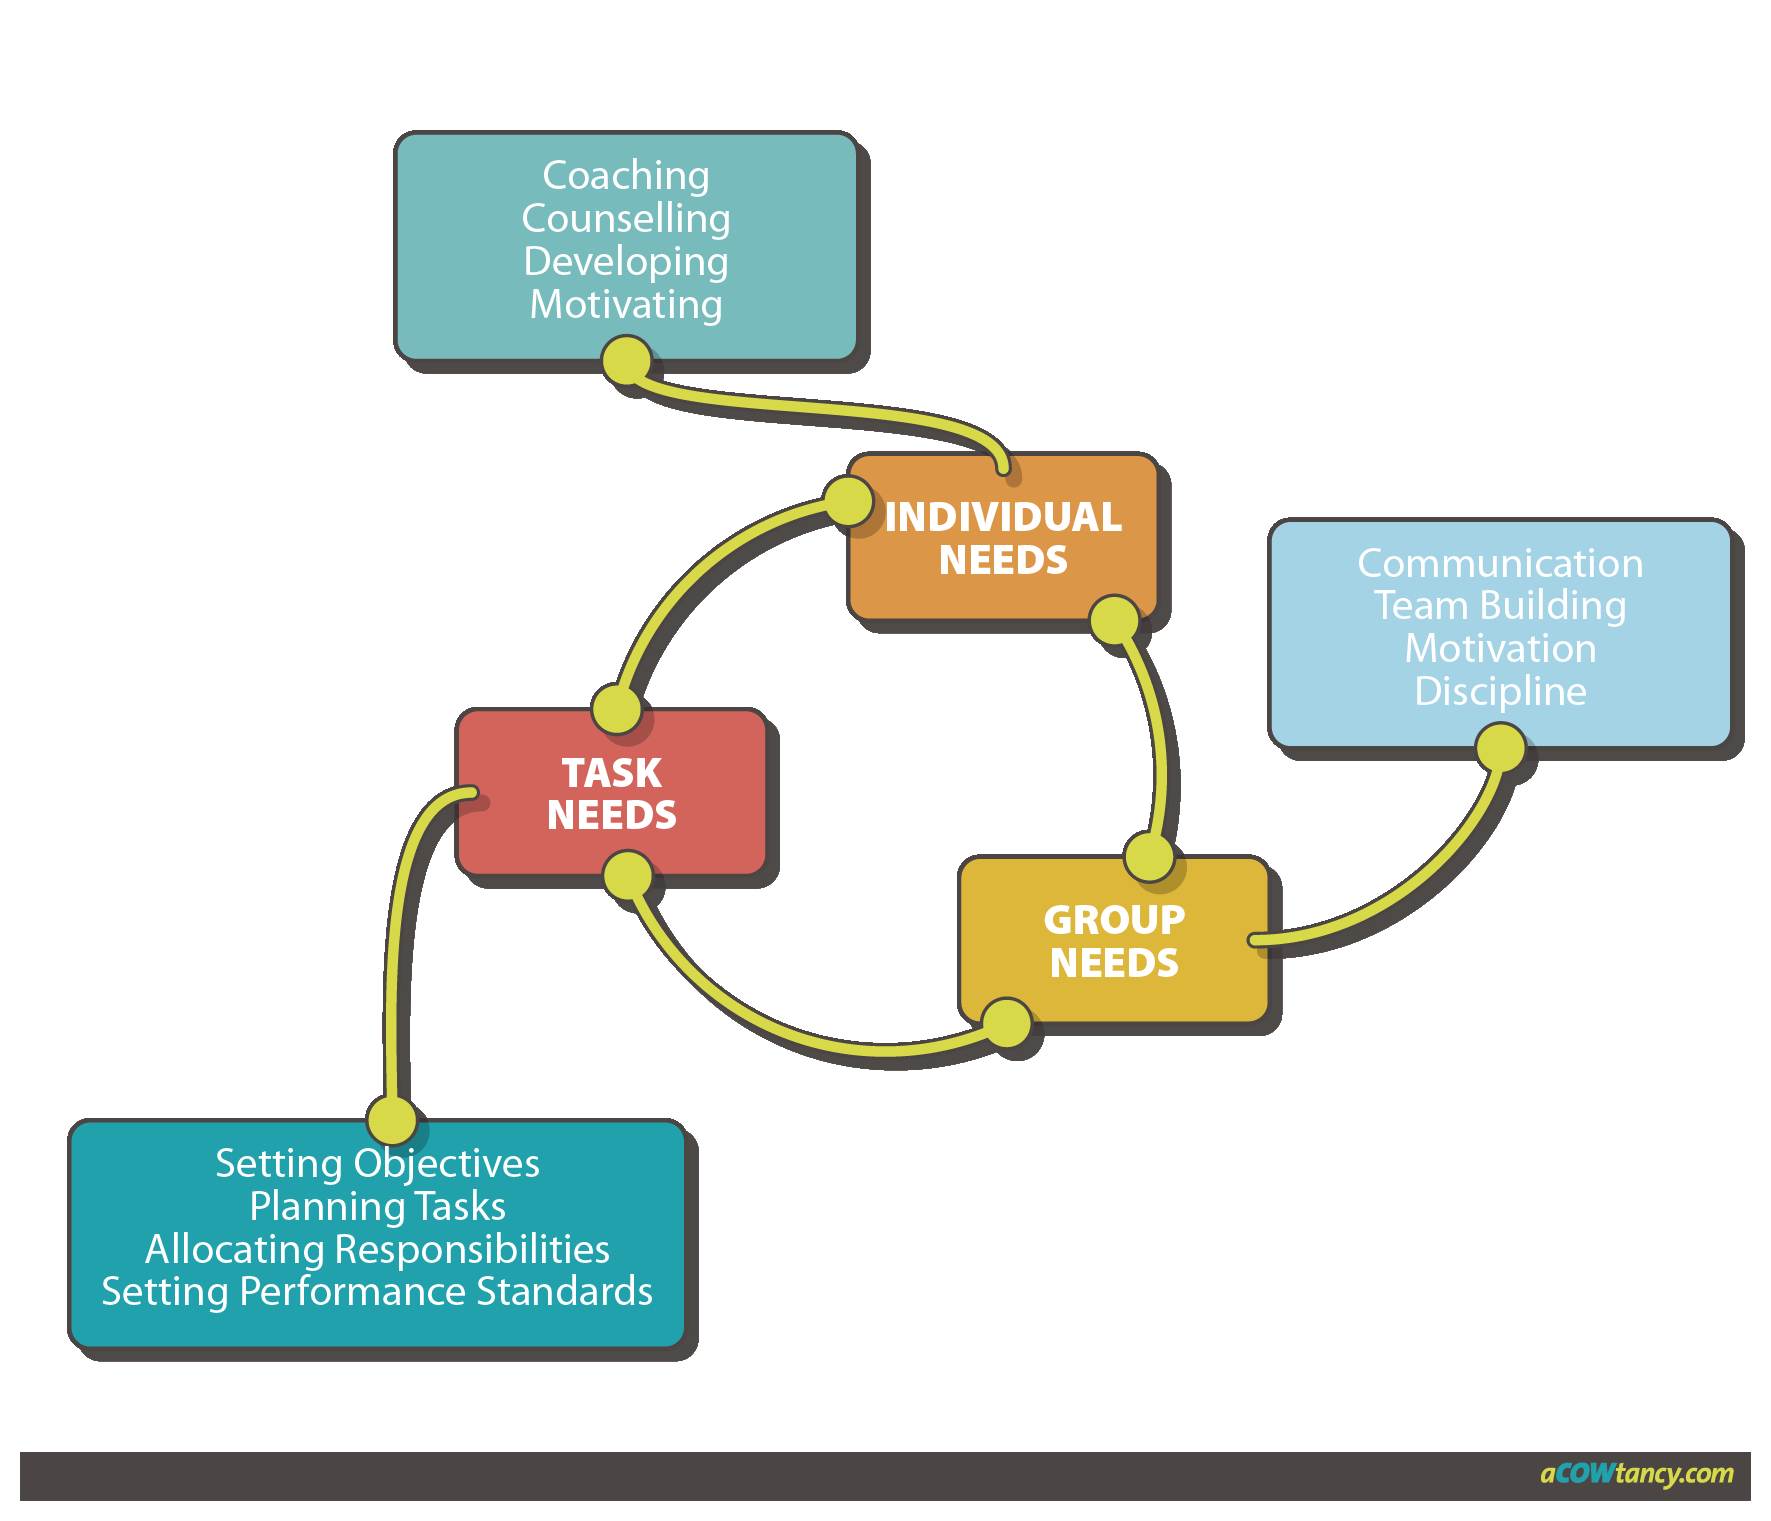 Coaching
Counselling
Developing
Motivating
INDIVIDUAL
NEEDS
Communication
Team Building
Motivation
Discipline
TASK
NEEDS
GROUP
NEEDS
Setting Objectives
Planning Tasks
Allocating Responsibilities
Setting Performance Standards
aCOWtancy.com